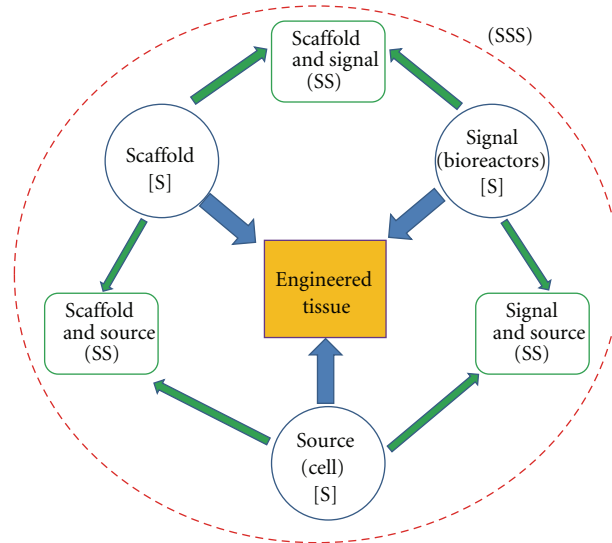 Scaffold
and signal
(SS)
(SSS)
Scaffold
[S]
Signal
(bioreactors)
[S]
Engineered
tissue
Scaffold
and source
(SS)
Signal
and source
(SS)
Source
(cell)
[S]